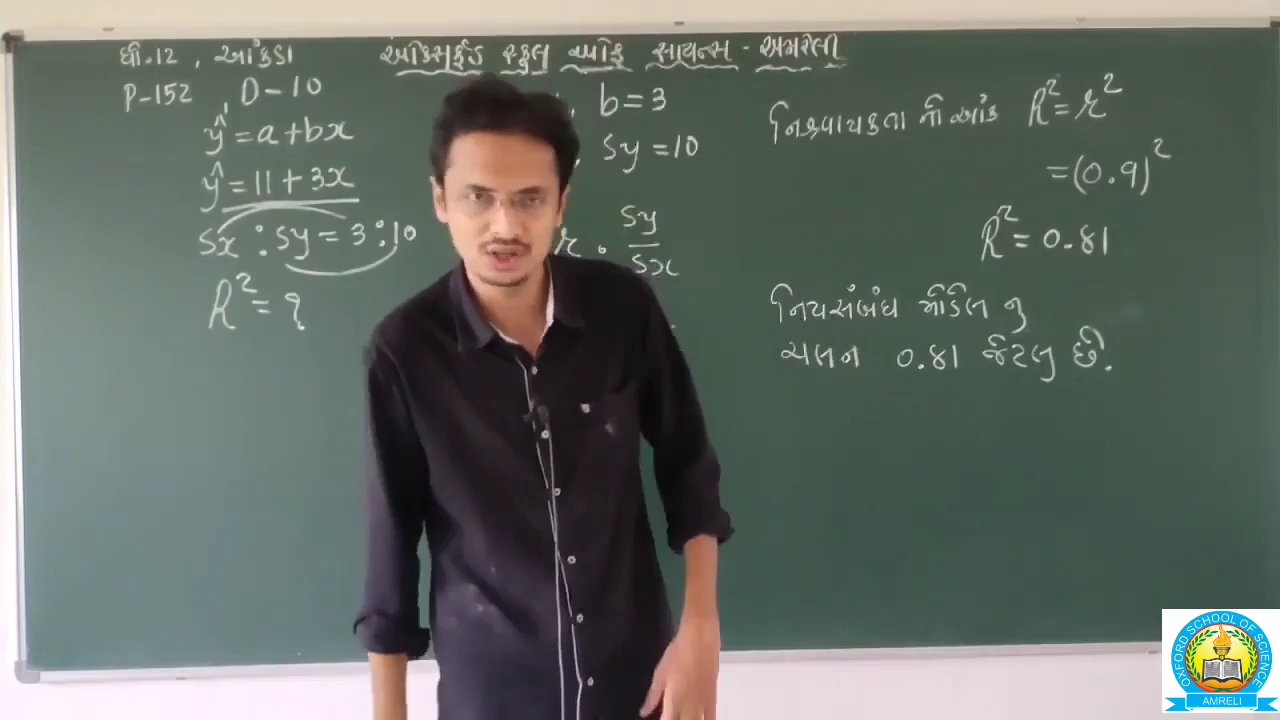 ધો.12 , આંકડા
ઓક્સફર્ડ સ્કુલ ઓફ સાયન્સ - અમરેલી
P-152 , D-10
ŷ = a + bx
ŷ = 11 + 3x
Sx : Sy = 3 : 10
R² = ?
, b = 3
, Sy = 10
r . Sy
Sx
નિશ્ચાયકતા નો આંક R² = r²
= (0.9)²
R² = 0.81
નિયસંબંધ મોડેલ નુ
ચલન 0.81 જેટલુ છે.
OXFORD SCHOOL OF SCIENCE
AMRELI